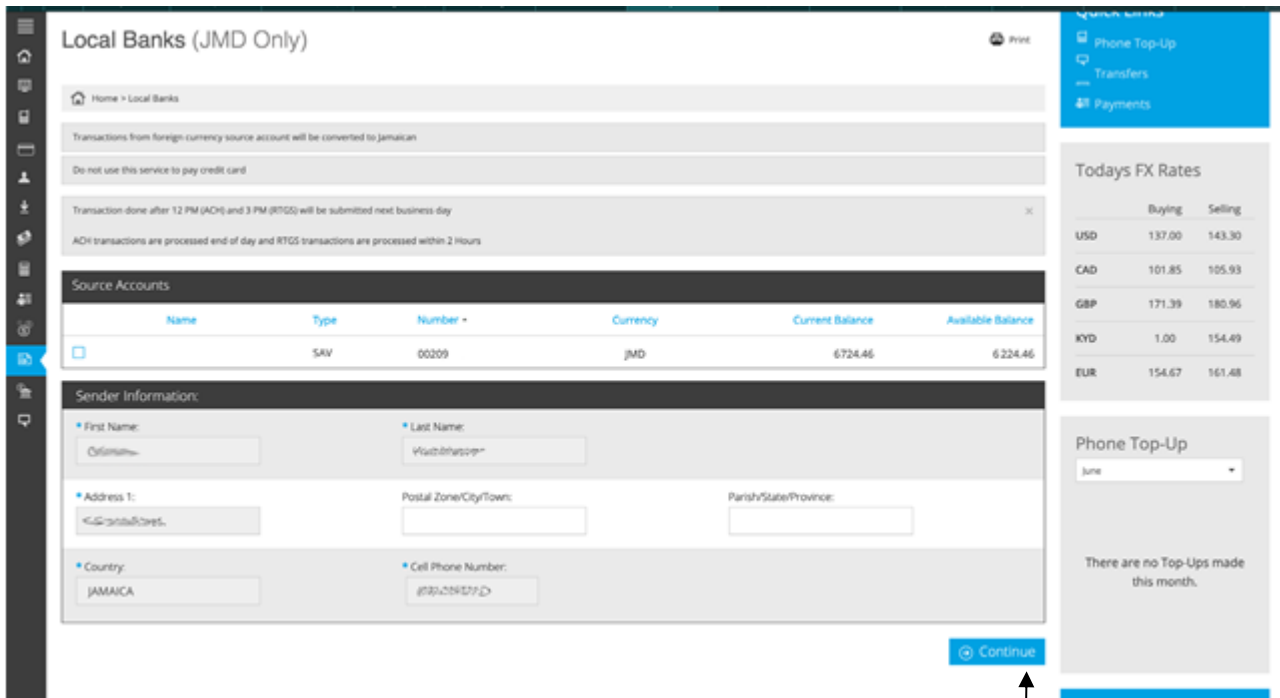 Local Banks (JMD Only)
Print
Home > Local Banks
Transactions from foreign currency source account will be converted to Jamaican
Do not use this service to pay credit card
Transaction done after 12 PM (ACH) and 3 PM (RTGS) will be submitted next business day
ACH transactions are processed end of day and RTGS transactions are processed within 2 Hours
Source Accounts
Name Type Number Currency Current Balance Available Balance
SAV 00209 JMD 6724.46 6 224.46
Sender Information:
* First Name: * Last Name:
* Address 1: Postal Zone/City/Town: Parish/State/Province:
* Country: * Cell Phone Number:
JAMAICA
Continue
Quick Links
Phone Top-Up
Transfers
Payments
Todays FX Rates
Buying Selling
USD 137.00 143.30
CAD 101.85 105.93
GBP 171.39 180.96
KYD 1.00 154.49
EUR 154.67 161.48
Phone Top-Up
June
There are no Top-Ups made
this month.